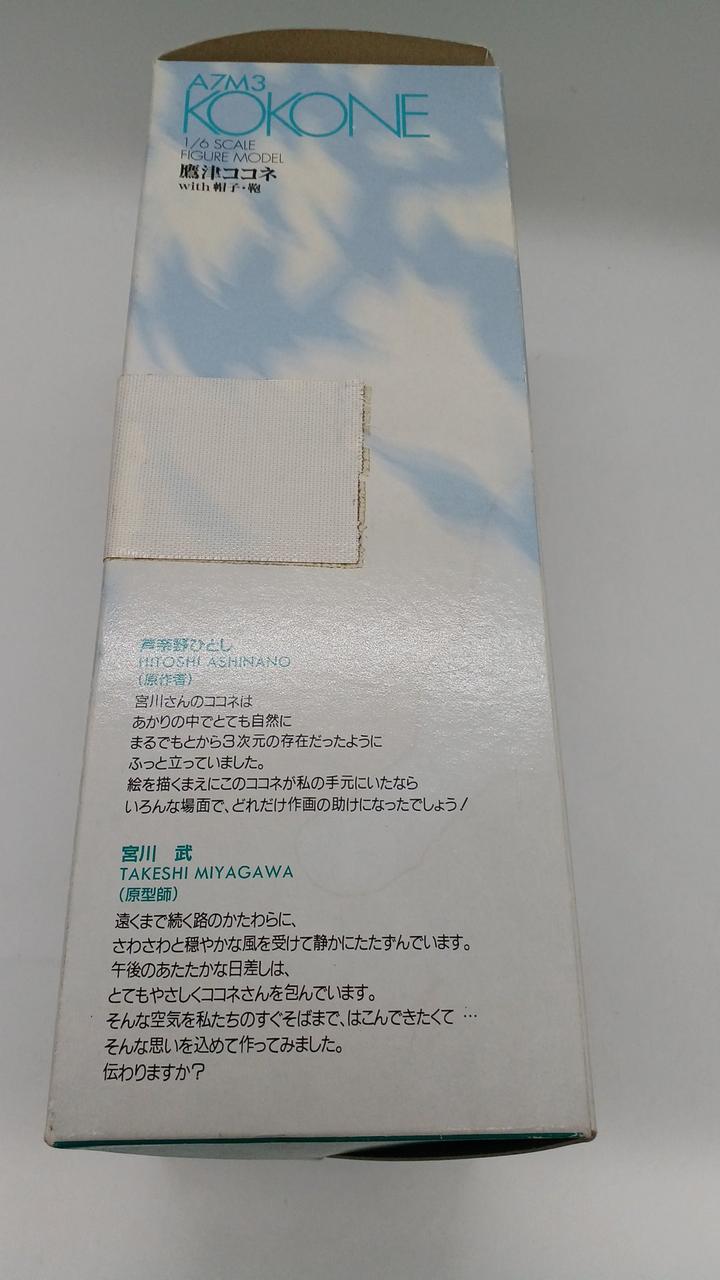 A7M3
KOKONE
1/6 SCALE
FIGURE MODEL
鷹津ココネ
with 帽子・鞄
芦奈野ひとし
HITOSHI ASHINANO
(原作者)
宮川さんのココネは
あかりの中でとても自然に
まるでもとから3次元の存在だったように
ふっと立っていました。
絵を描くまえにこのココネが私の手元にいたなら
いろんな場面で、どれだけ作画の助けになったでしょう!
宮川 武
TAKESHI MIYAGAWA
(原型師)
遠くまで続く路のかたわらに、
さわさわと穏やかな風を受けて静かにたたずんでいます。
午後のあたたかな日差しは、
とてもやさしくココネさんを包んでいます。
そんな空気を私たちのすぐそばまで、はこんできたくて …
そんな思いを込めて作ってみました。
伝わりますか?